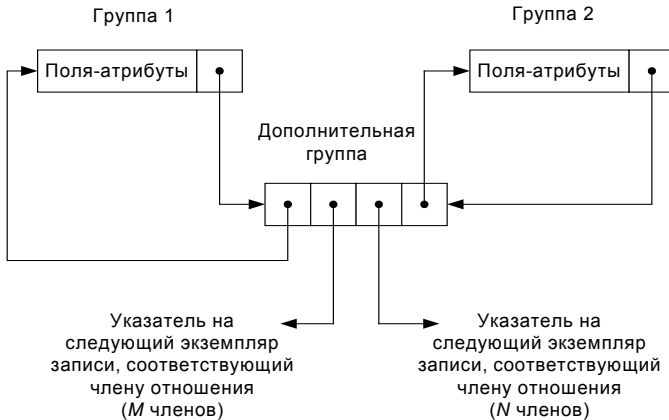 Группа 1
Группа 2
Поля-атрибуты
Поля-атрибуты
Дополнительная
группа
Указатель на
следующий экземпляр
записи, соответствующий
члену отношения
(M членов)
Указатель на
следующий экземпляр
записи, соответствующий
члену отношения
(N членов)